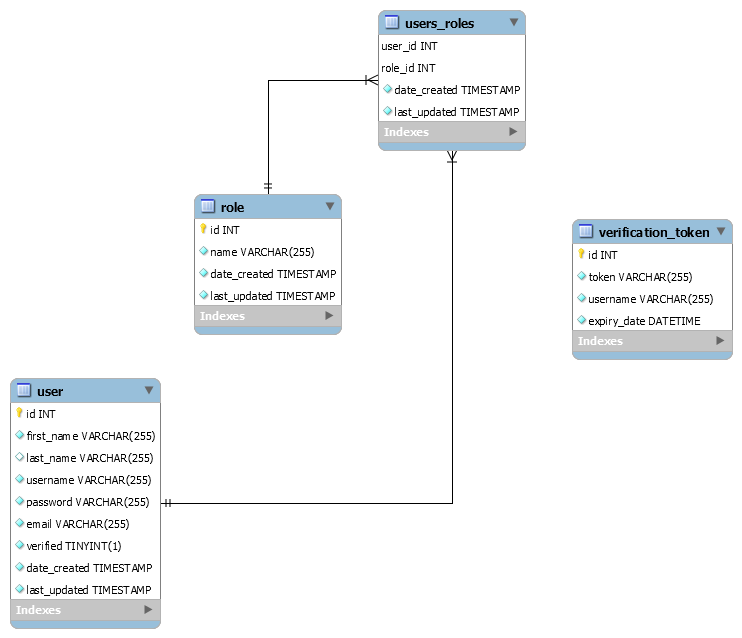 users_roles
user_id INT
role_id INT
date_created TIMESTAMP
last_updated TIMESTAMP
Indexes
role
id INT
name VARCHAR(255)
date_created TIMESTAMP
last_updated TIMESTAMP
Indexes
verification_token
id INT
token VARCHAR(255)
username VARCHAR(255)
expiry_date DATETIME
Indexes
user
id INT
first_name VARCHAR(255)
last_name VARCHAR(255)
username VARCHAR(255)
password VARCHAR(255)
email VARCHAR(255)
verified TINYINT(1)
date_created TIMESTAMP
last_updated TIMESTAMP
Indexes